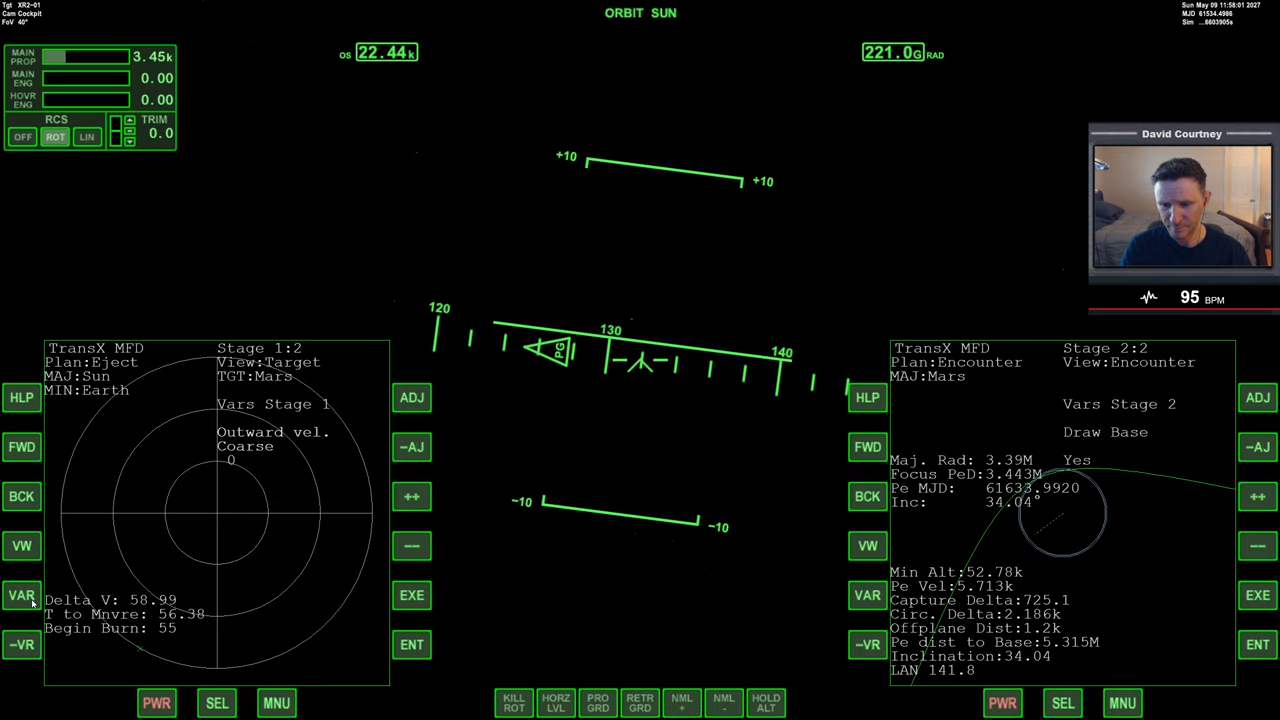 Tgt XR2-01
Cam Cockpit
FoV 40°
ORBIT SUN
Sun May 09 11:58:01 2027
MJD 61534.4986
Sim ...6603905s
MAIN PROP 3.45k
MAIN ENG 0.00
HOVR ENG 0.00
RCS
TRIM
OFF ROT LIN 0.0
OS 22.44k
221.0G RAD
+10 +10
David Courtney
95 BPM
120 130 140
PG
-10 -10
TransX MFD Stage 1:2
Plan:Eject View:Target
MAJ:Sun TGT:Mars
MIN:Earth
Vars Stage 1
Outward vel.
Coarse
0
Delta V: 58.99
T to Mnvre: 56.38
Begin Burn: 55
HLP
FWD
BCK
VW
VAR
-VR
ADJ
-AJ
++
--
EXE
ENT
PWR SEL MNU
KILL ROT
HORZ LVL
PRO GRD
RETR GRD
NML +
NML -
HOLD ALT
TransX MFD Stage 2:2
Plan:Encounter View:Encounter
MAJ:Mars
Vars Stage 2
Draw Base
Maj. Rad: 3.39M Yes
Focus PeD:3.443M
Pe MJD: 61633.9920
Inc: 34.04°
Min Alt:52.78k
Pe Vel:5.713k
Capture Delta:725.1
Circ. Delta:2.186k
Offplane Dist:1.2k
Pe dist to Base:5.315M
Inclination:34.04
LAN 141.8
HLP
FWD
BCK
VW
VAR
-VR
ADJ
-AJ
++
--
EXE
ENT
PWR SEL MNU